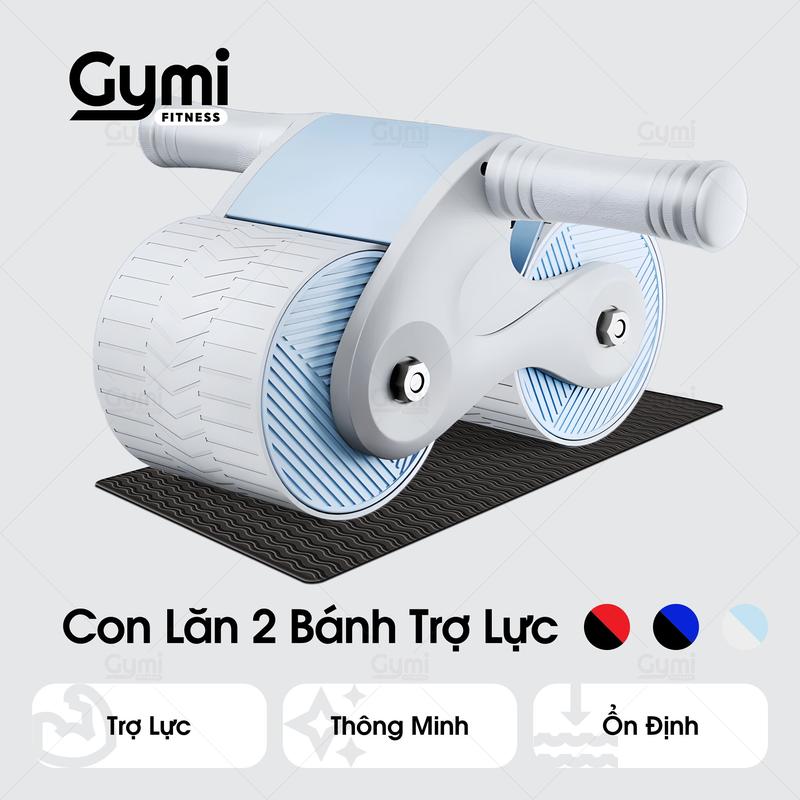 Gymi
FITNESS
Con Lăn 2 Bánh Trợ Lực
Trợ Lực
Thông Minh
Ổn Định